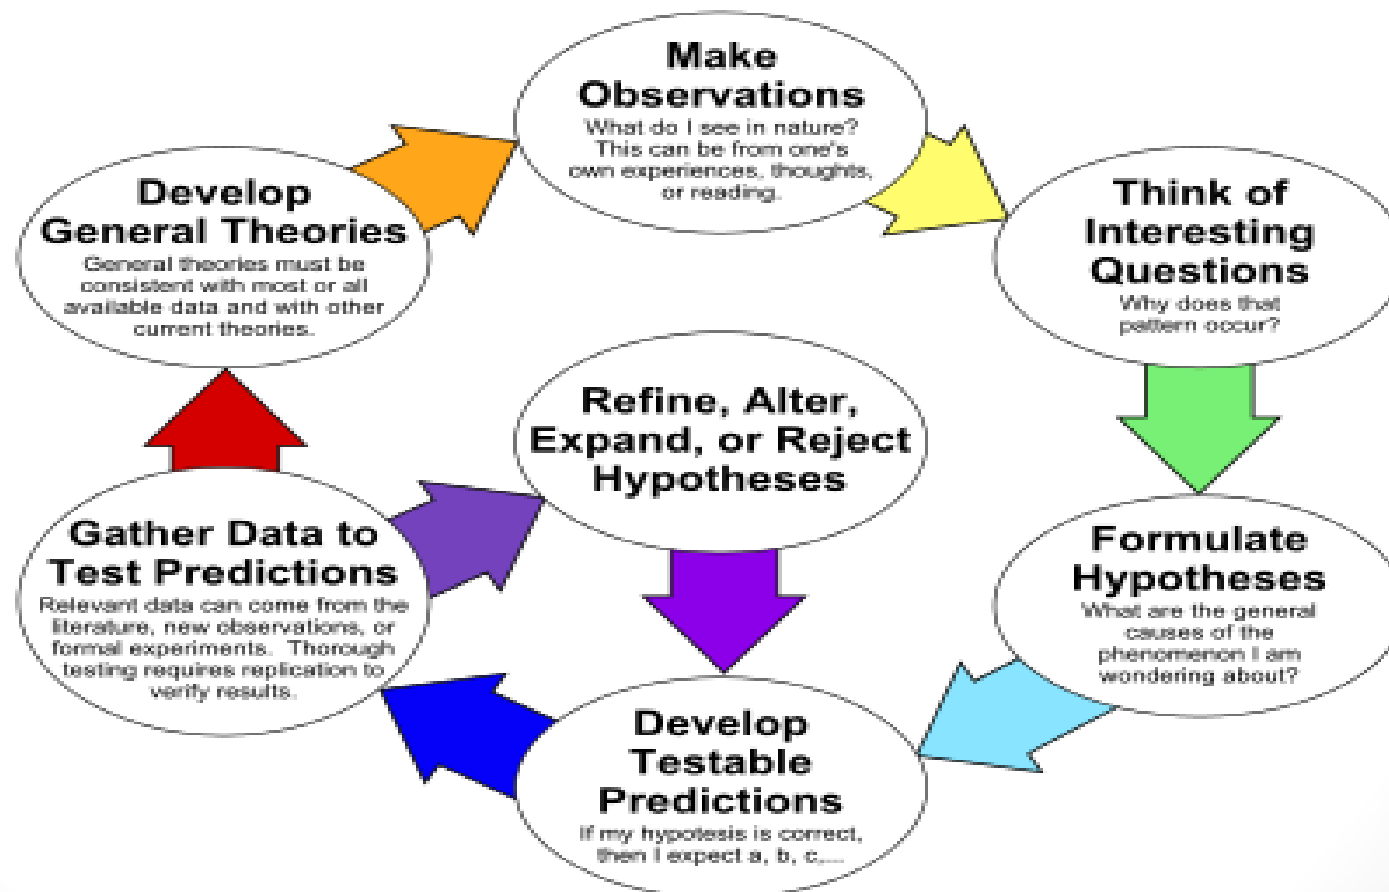 Make
Observations
What do I see in nature?
This can be from one's
own experiences, thoughts,
or reading.
Think of
Interesting
Questions
Why does that
pattern occur?
Formulate
Hypotheses
What are the general
causes of the
phenomenon I am
wondering about?
Develop
Testable
Predictions
If my hypotesis is correct,
then I expect a, b, c,...
Gather Data to
Test Predictions
Relevant data can come from the
literature, new observations, or
formal experiments.  Thorough
testing requires replication to
verify results.
Refine, Alter,
Expand, or Reject
Hypotheses
Develop
General Theories
General theories must be
consistent with most or all
available data and with other
current theories.